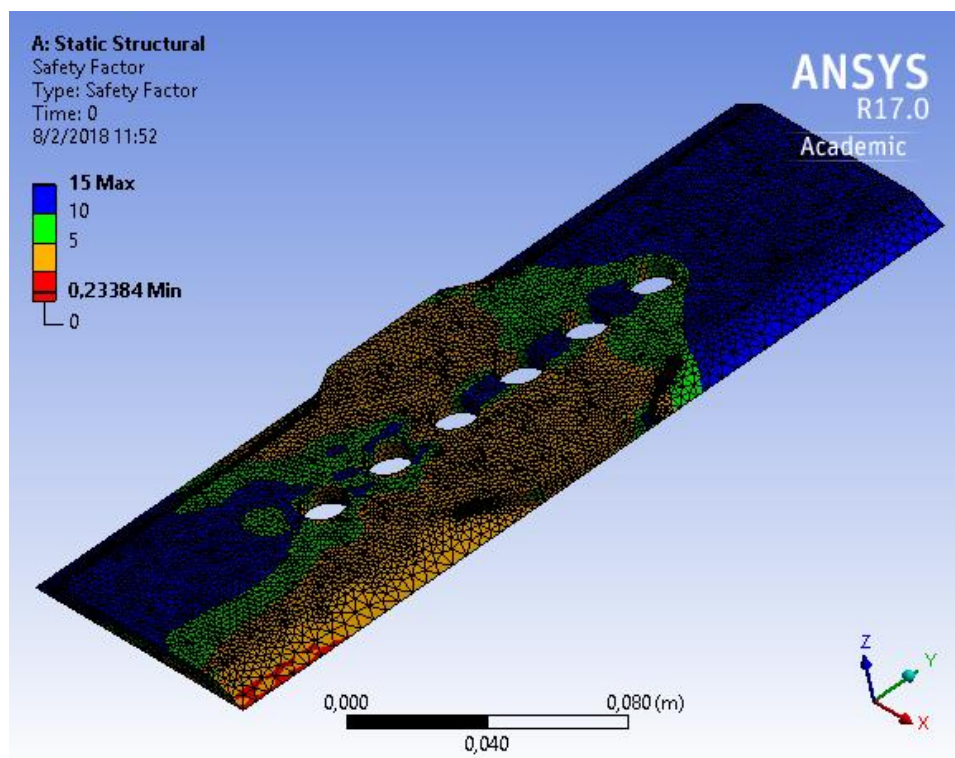 A: Static Structural
Safety Factor
Type: Safety Factor
Time: 0
8/2/2018 11:52
ANSYS
R17.0
Academic
15 Max
10
5
0,23384 Min
0
0,000
0,080 (m)
0,040
Z
Y
X